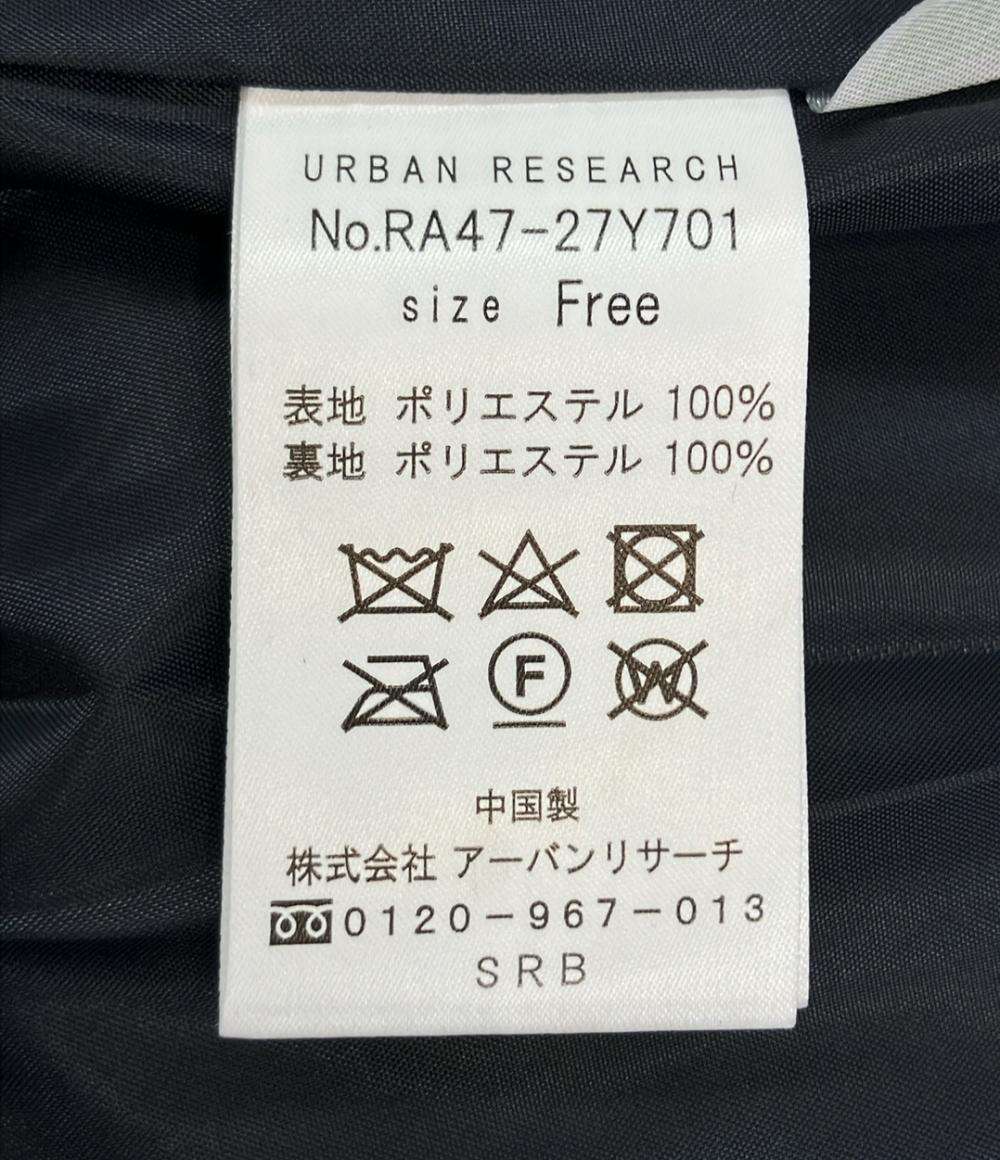 URBAN RESEARCH
No.RA47-27Y701
size Free
表地 ポリエステル 100%
裏地 ポリエステル 100%
F W
中国製
株式会社 アーバンリサーチ
0120-967-013
SRB